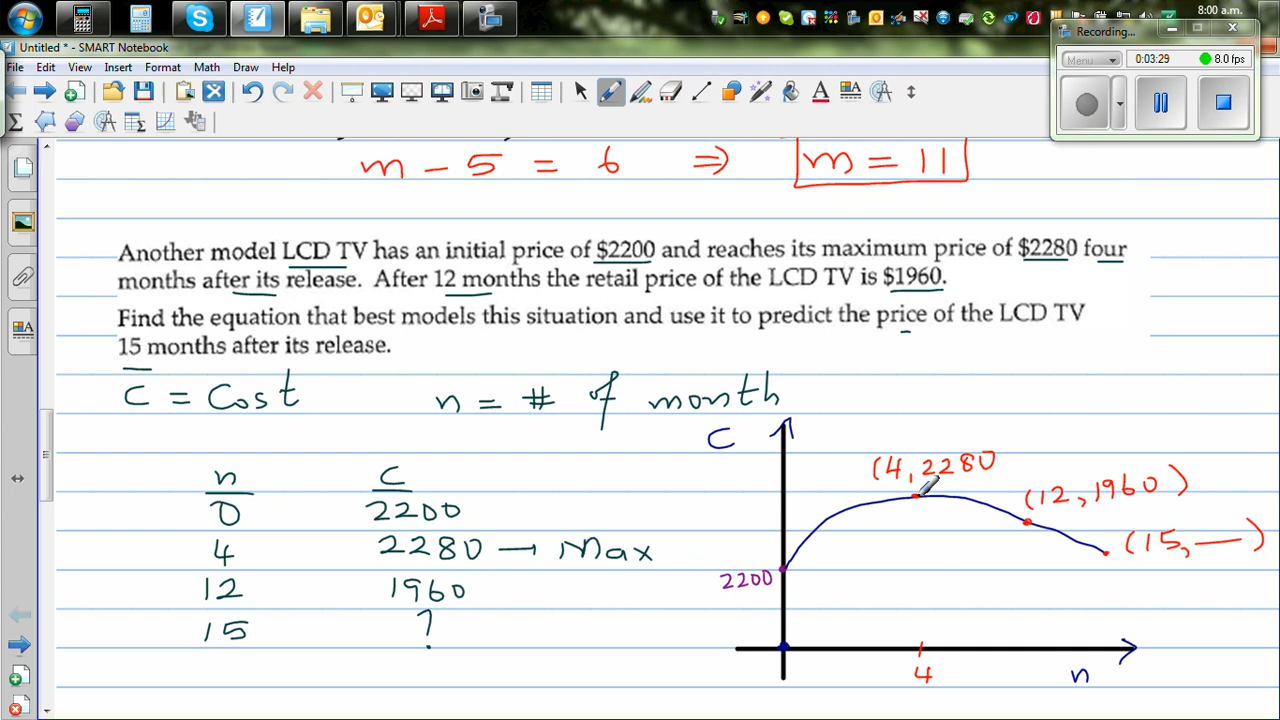 8:00 a.m.
Untitled * - SMART Notebook
Recording...
File Edit View Insert Format Math Draw Help
Menu
0:03:29
8.0 fps
m - 5 = 6 ⇒ m = 11
Another model LCD TV has an initial price of $2200 and reaches its maximum price of $2280 four
months after its release. After 12 months the retail price of the LCD TV is $1960.
Find the equation that best models this situation and use it to predict the price of the LCD TV
15 months after its release.
C = Cost n = # of month
C
(4, 2280
(12, 1960)
(15, __)
2200
4
n
n C
0 2200
4 2280 → Max
12 1960
15 ?